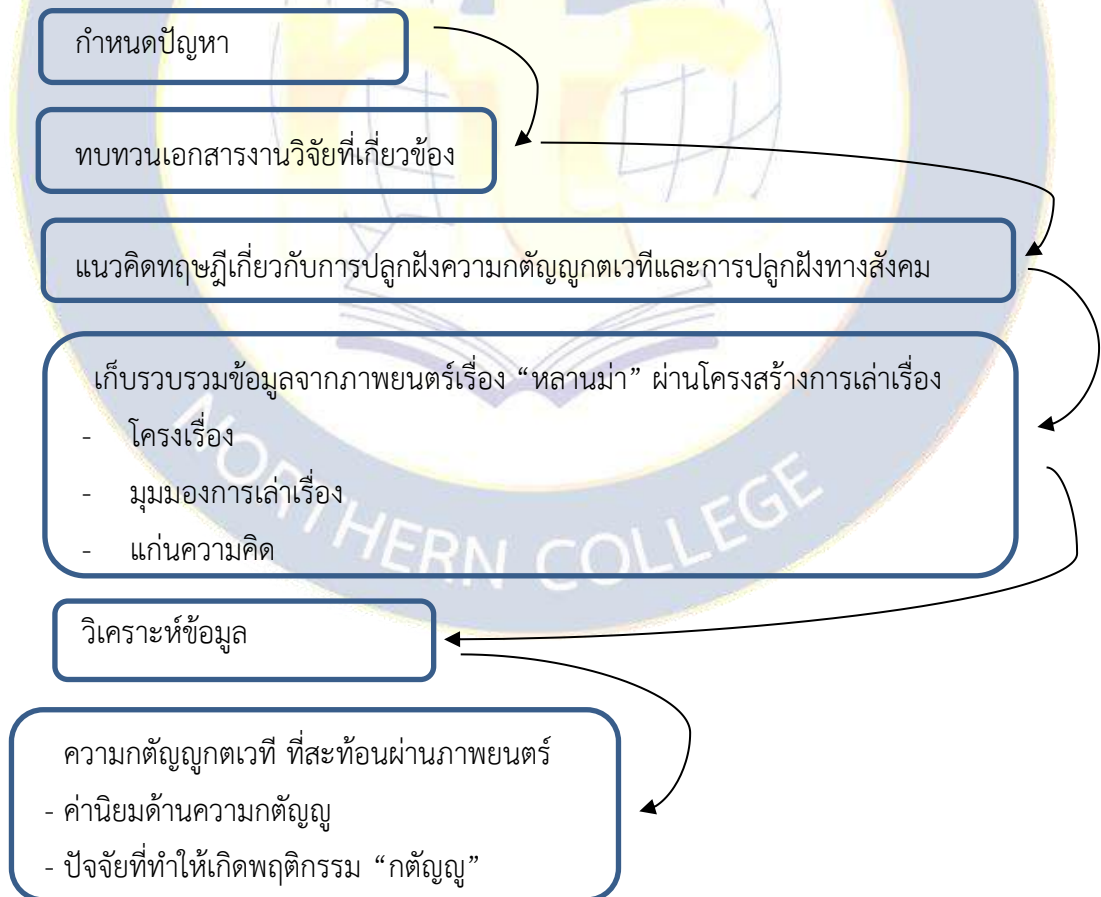 กำหนดปัญหา
ทบทวนเอกสารงานวิจัยที่เกี่ยวข้อง
แนวคิดทฤษฎีเกี่ยวกับการปลูกฝังความกตัญญูกตเวทีและการปลูกฝังทางสังคม
เก็บรวบรวมข้อมูลจากภาพยนตร์เรื่อง “หลานม่า” ผ่านโครงสร้างการเล่าเรื่อง
- โครงเรื่อง
- มุมมองการเล่าเรื่อง
- แก่นความคิด
NORTHERN COLLEGE
วิเคราะห์ข้อมูล
ความกตัญญูกตเวที ที่สะท้อนผ่านภาพยนตร์
- ค่านิยมด้านความกตัญญู
- ปัจจัยที่ทำให้เกิดพฤติกรรม “กตัญญู”